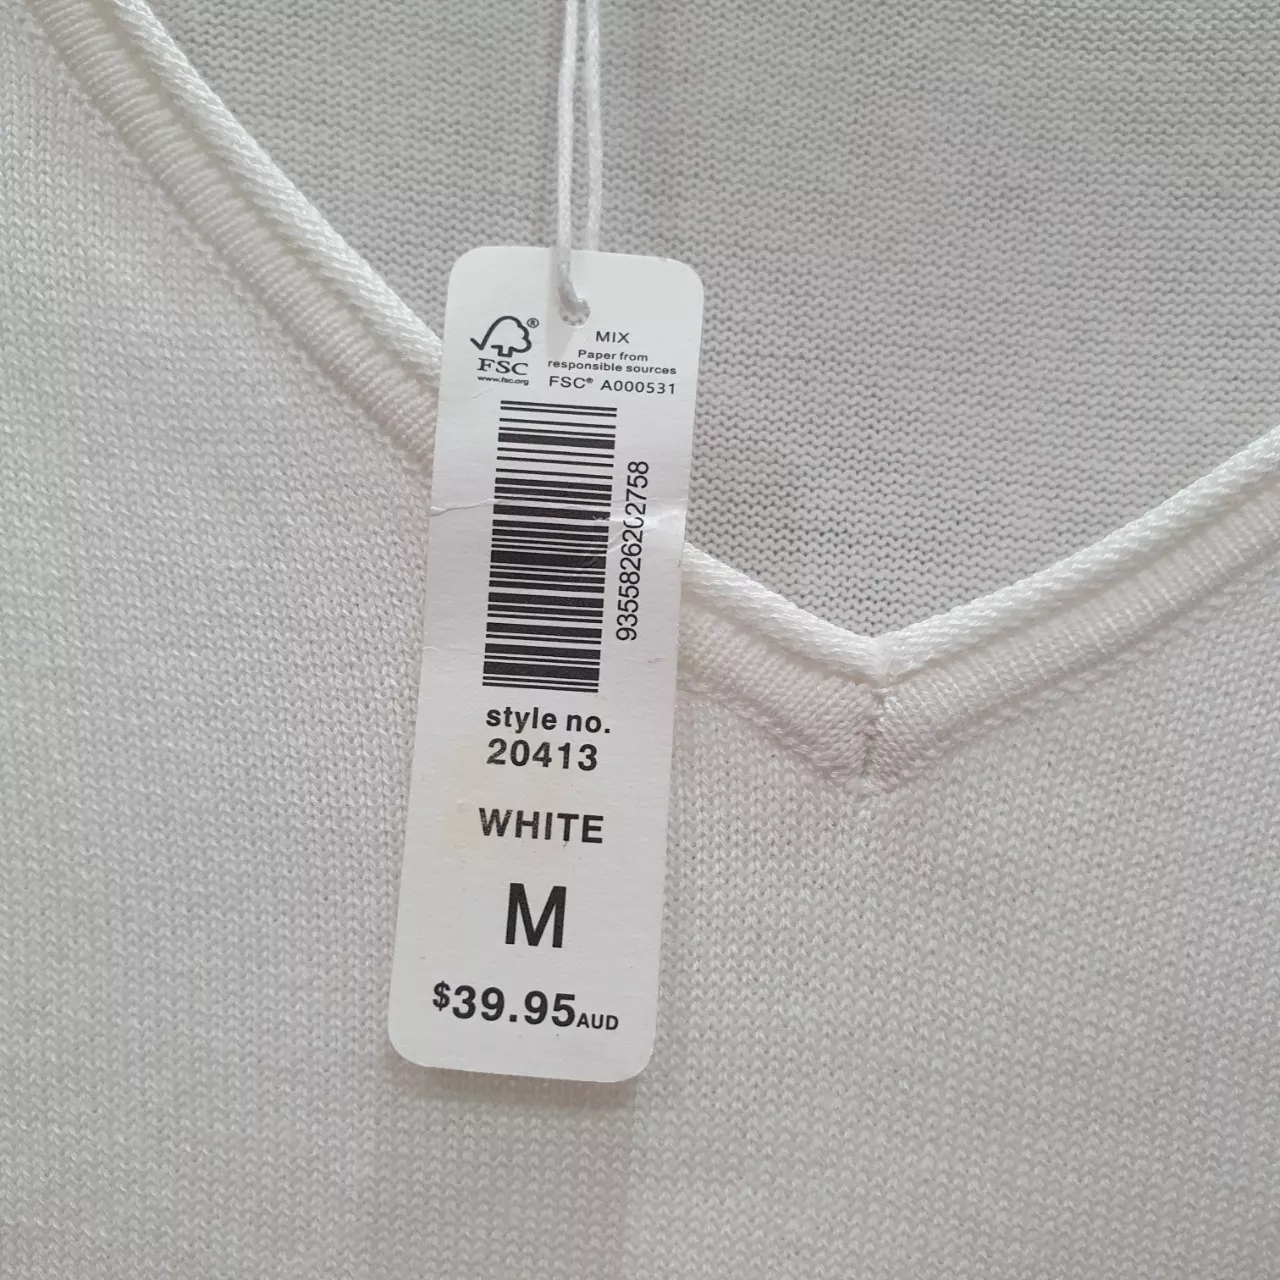 FSC®
www.fsc.org
MIX
Paper from
responsible sources
FSC® A000531
9355826202758
style no.
20413
WHITE
M
$39.95AUD